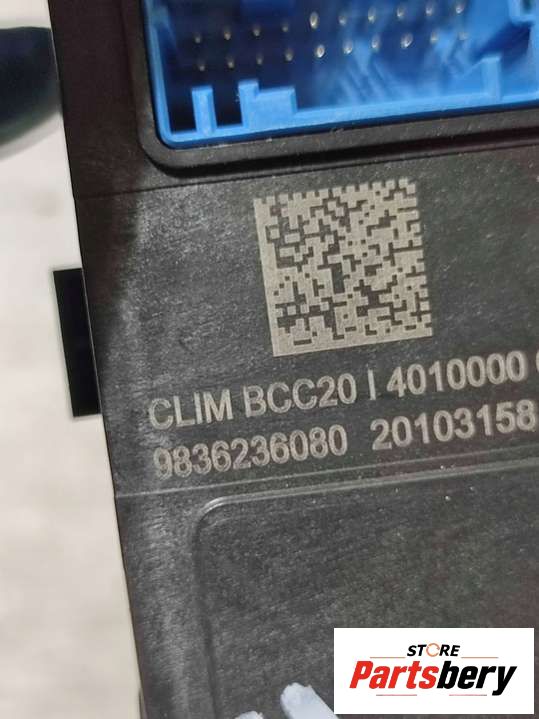 CLIM BCC20 I 4010000
9836236080 20103158
STORE
Partsbery